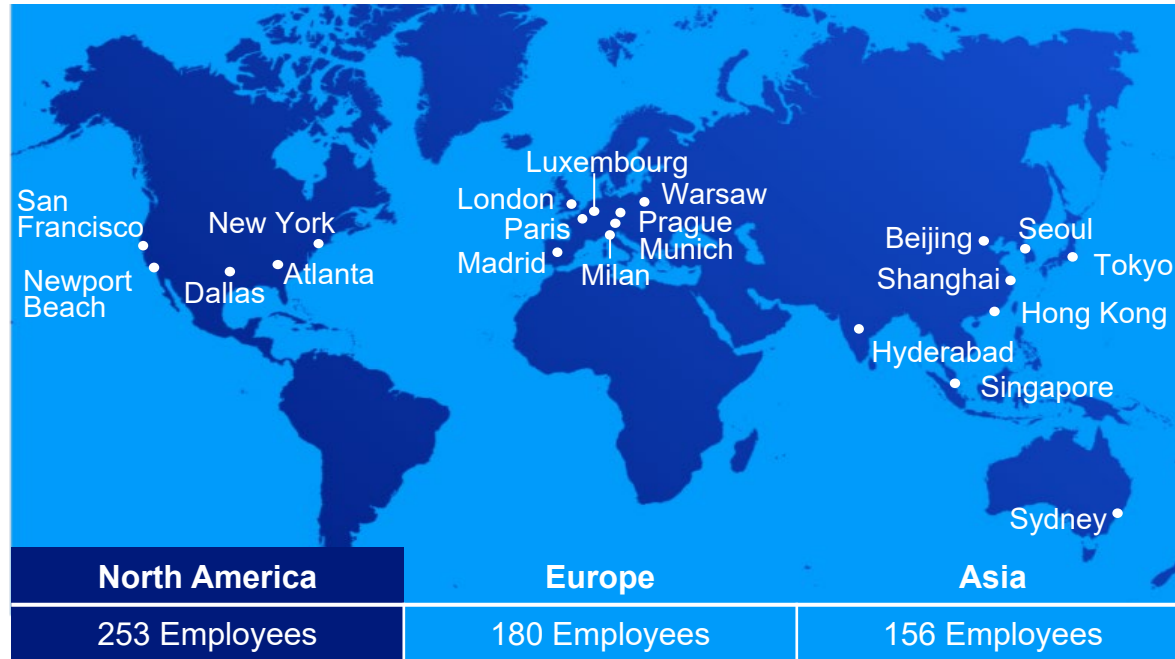 San
Francisco
Newport
Beach
New York
Dallas
Atlanta
Luxembourg
London
Paris
Madrid
Milan
Warsaw
Prague
Munich
Beijing
Seoul
Shanghai
Tokyo
Hong Kong
Hyderabad
Singapore
Sydney
North America
Europe
Asia
253 Employees
180 Employees
156 Employees